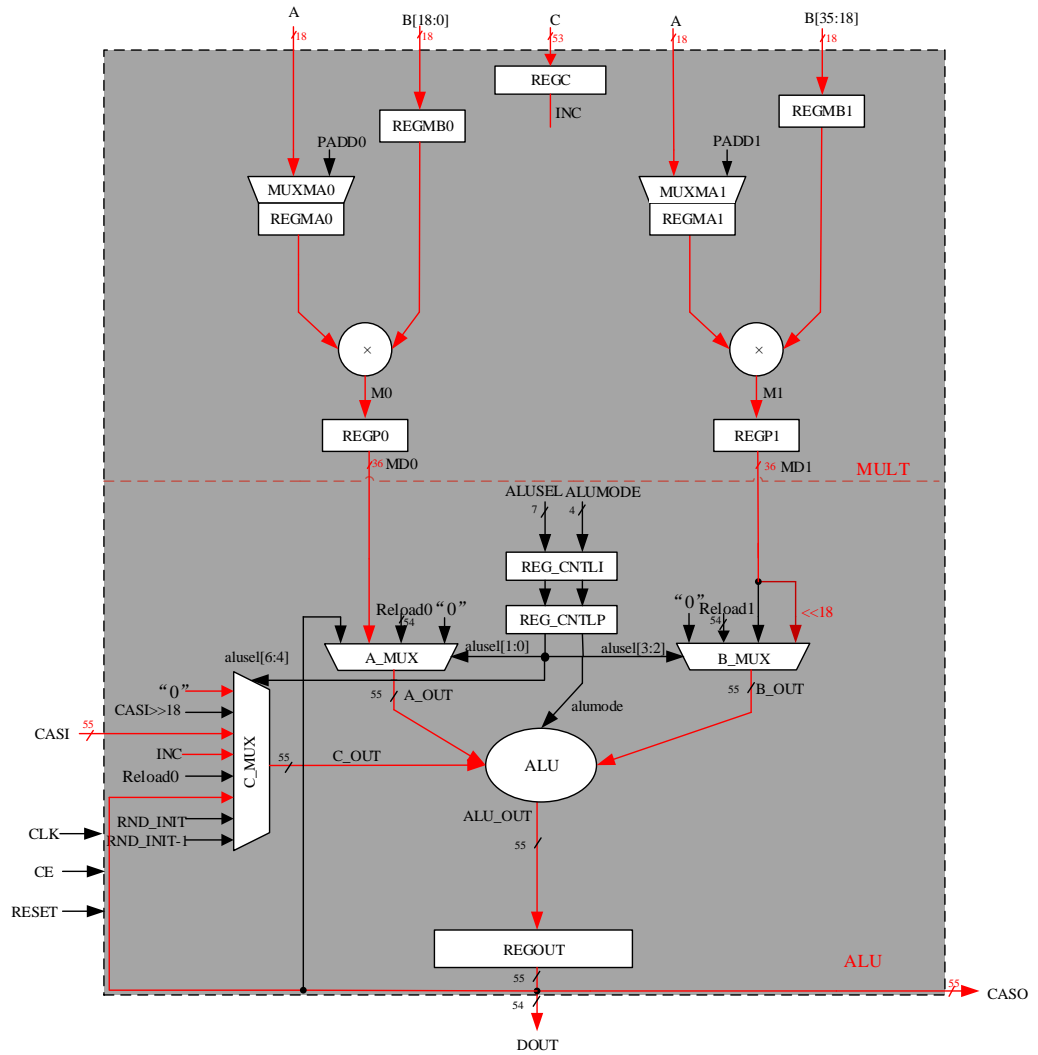 A
B[18:0]
C
A
B[35:18]
18
18
53
18
18
REGC
REGMB0
REGMB1
INC
PADD0
PADD1
MUXMA0
MUXMA1
REGMA0
REGMA1
×
×
M0
M1
REGP0
REGP1
36 MD0
36 MD1
MULT
ALUSEL ALUMODE
7
4
REG_CNTLI
REG_CNTLP
Reload0 “0”
54
“0” Reload1
54
<<18
alusel[1:0]
alusel[3:2]
A_MUX
B_MUX
alusel[6:4]
55
A_OUT
55
B_OUT
“0”
CASI>>18
alumode
CASI
55
INC
Reload0
C_MUX
55
C_OUT
ALU
RND_INIT
RND_INIT-1
CLK
CE
RESET
ALU_OUT
55
REGOUT
ALU
55
55
CASO
54
DOUT